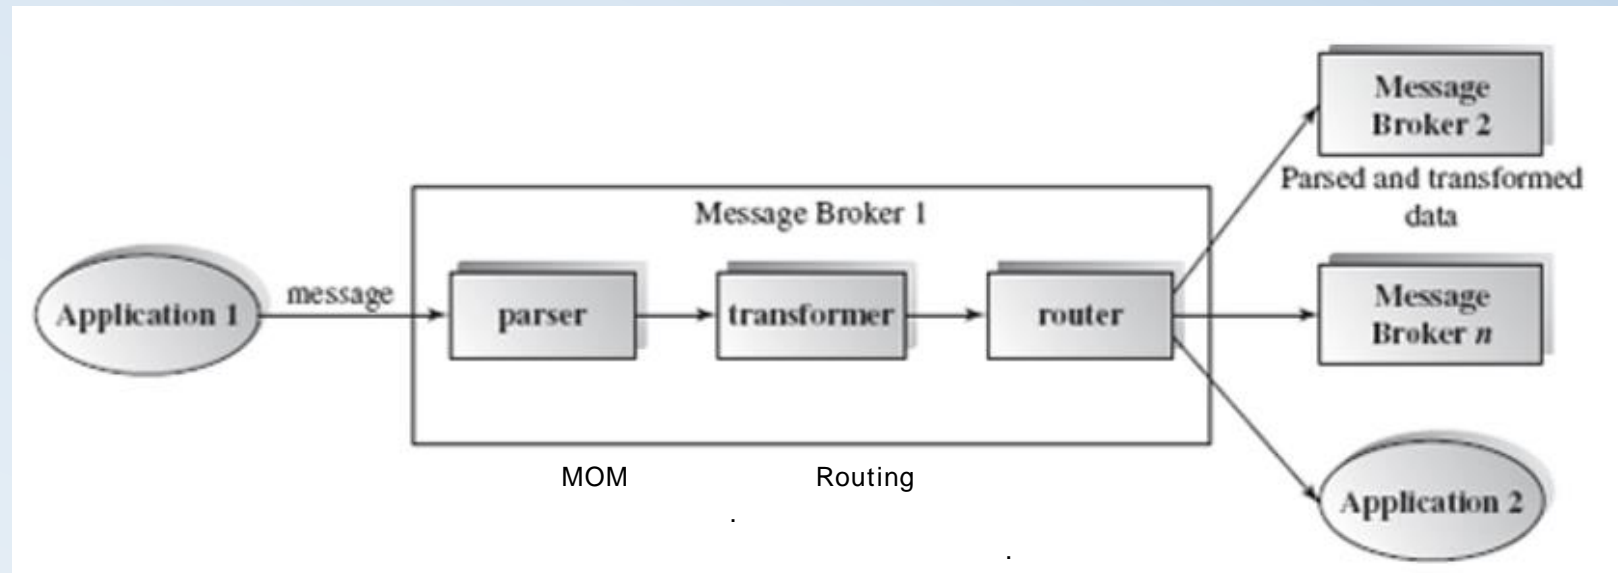 Message
Broker 2
Parsed and transformed
data
Message Broker 1
Application 1
message
parser
transformer
router
Message
Broker n
MOM Routing
.
.
Application 2